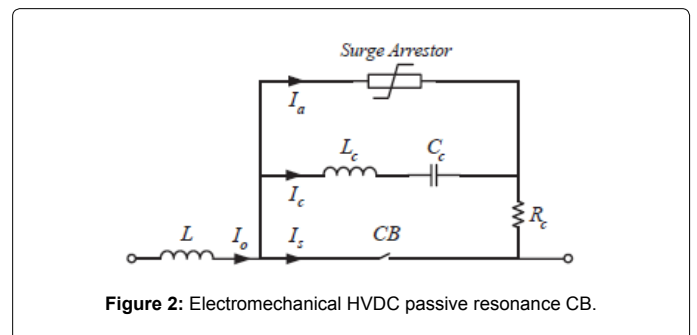 Surge Arrestor
I_a
L_c
C_c
I_c
R_c
L
I_o
I_s
CB
Figure 2: Electromechanical HVDC passive resonance CB.